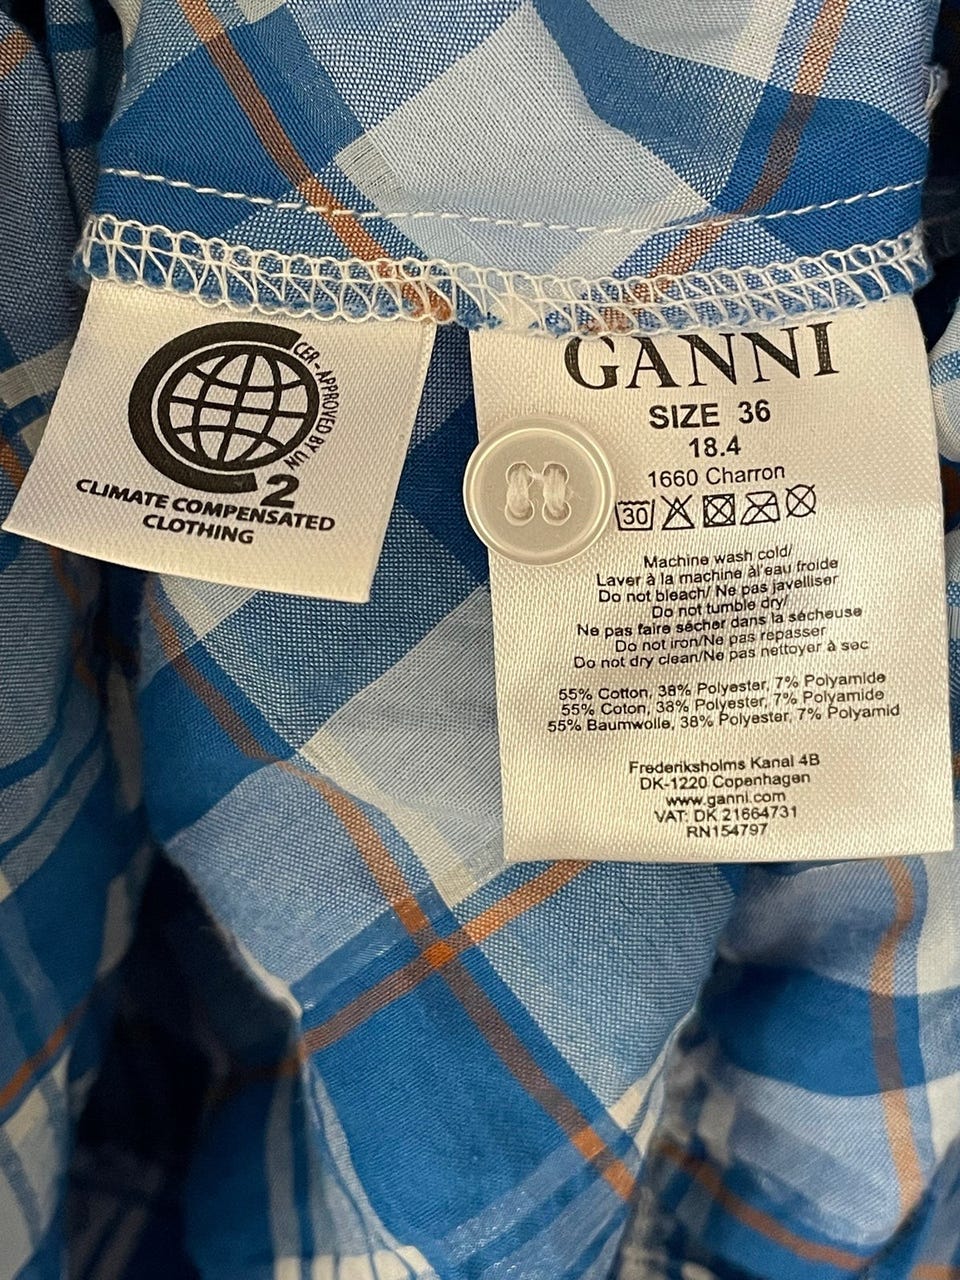 CER-APPROVED BY UN
C2
CLIMATE COMPENSATED
CLOTHING
GANNI
SIZE 36
18.4
1660 Charron
30
Machine wash cold/
Laver à la machine àl'eau froide
Do not bleach/ Ne pas javelliser
Do not tumble dry/
Ne pas faire sécher dans la sécheuse
Do not iron/Ne pas repasser
Do not dry clean/Ne pas nettoyer à sec
55% Cotton, 38% Polyester, 7% Polyamide
55% Coton, 38% Polyester, 7% Polyamide
55% Baumwolle, 38% Polyester, 7% Polyamid
Frederiksholms Kanal 4B
DK-1220 Copenhagen
www.ganni.com
VAT: DK 21664731
RN154797